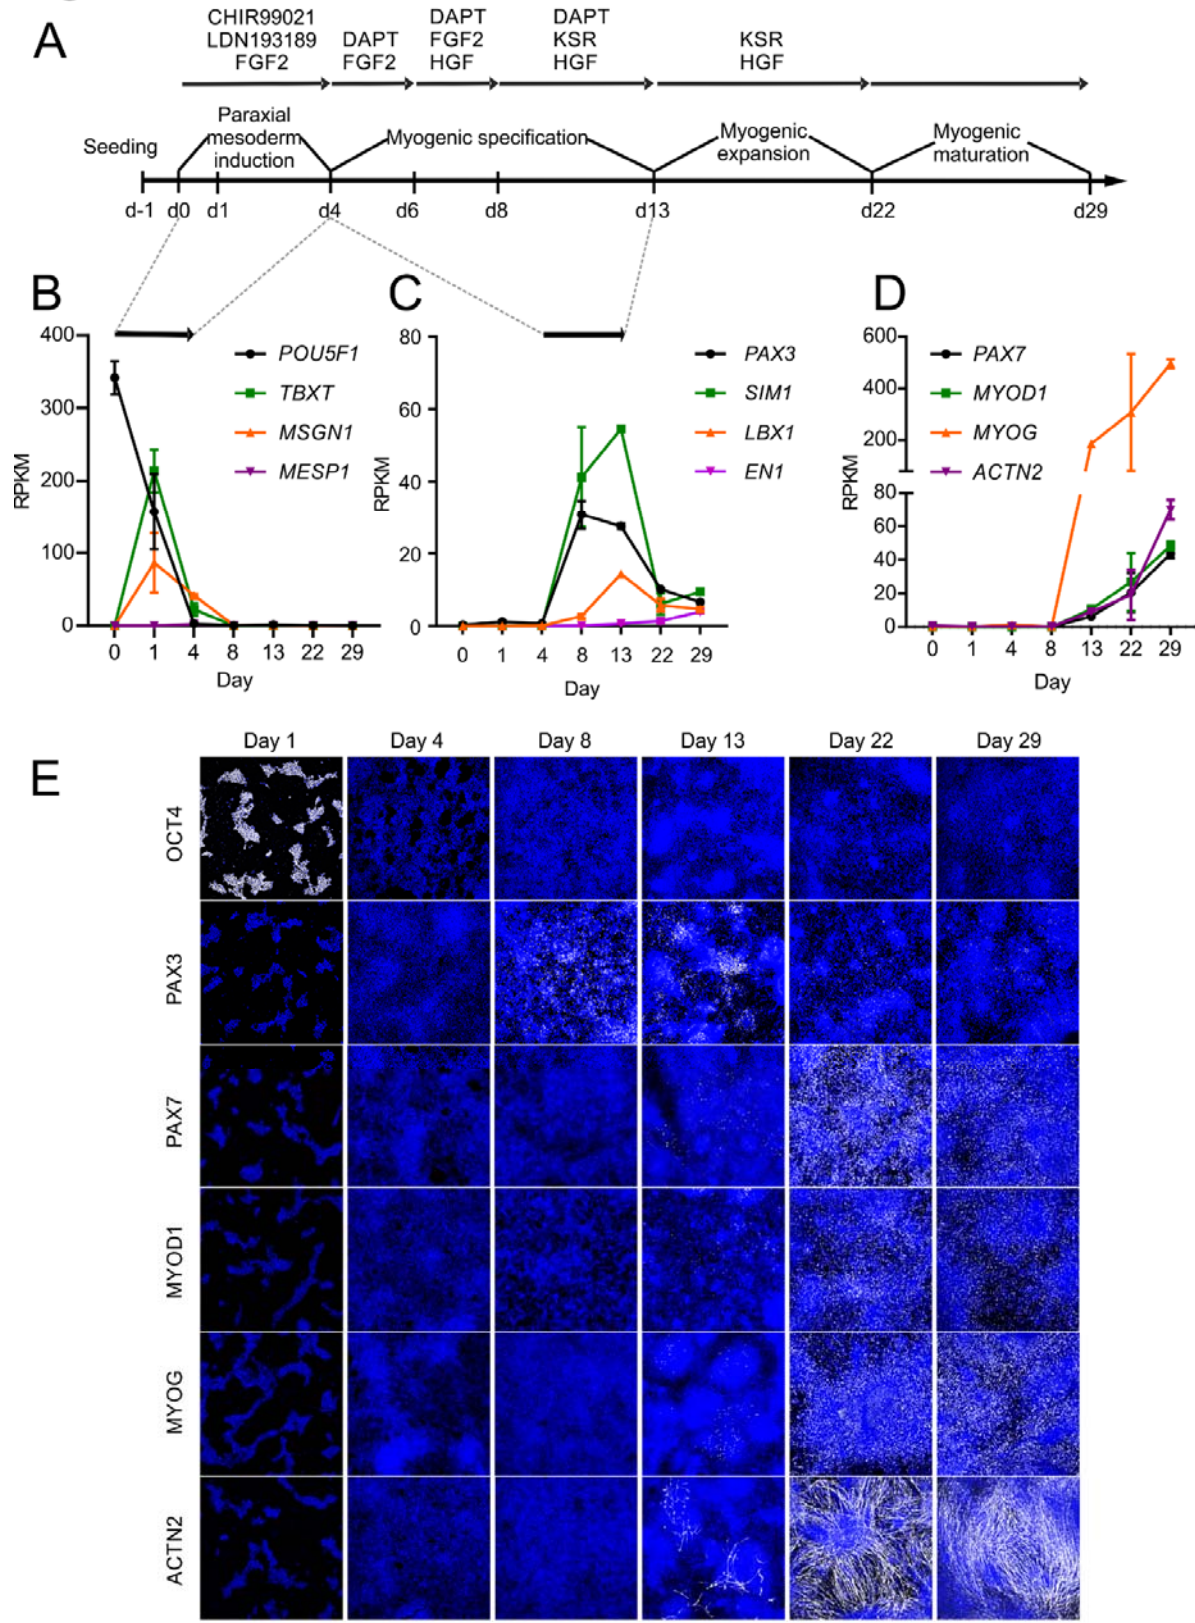 A
CHIR99021
LDN193189
FGF2
DAPT
FGF2
DAPT
FGF2
HGF
DAPT
KSR
HGF
KSR
HGF
Seeding
Paraxial
mesoderm
induction
Myogenic specification
Myogenic
expansion
Myogenic
maturation
d-1 d0 d1 d4 d6 d8 d13 d22 d29
B
400
300
200
100
0
RPKM
POU5F1
TBXT
MSGN1
MESP1
0 1 4 8 13 22 29
Day
C
80
60
40
20
0
RPKM
PAX3
SIM1
LBX1
EN1
0 1 4 8 13 22 29
Day
D
600
400
200
80
60
40
20
0
RPKM
PAX7
MYOD1
MYOG
ACTN2
0 1 4 8 13 22 29
Day
E
Day 1 Day 4 Day 8 Day 13 Day 22 Day 29
OCT4
PAX3
PAX7
MYOD1
MYOG
ACTN2